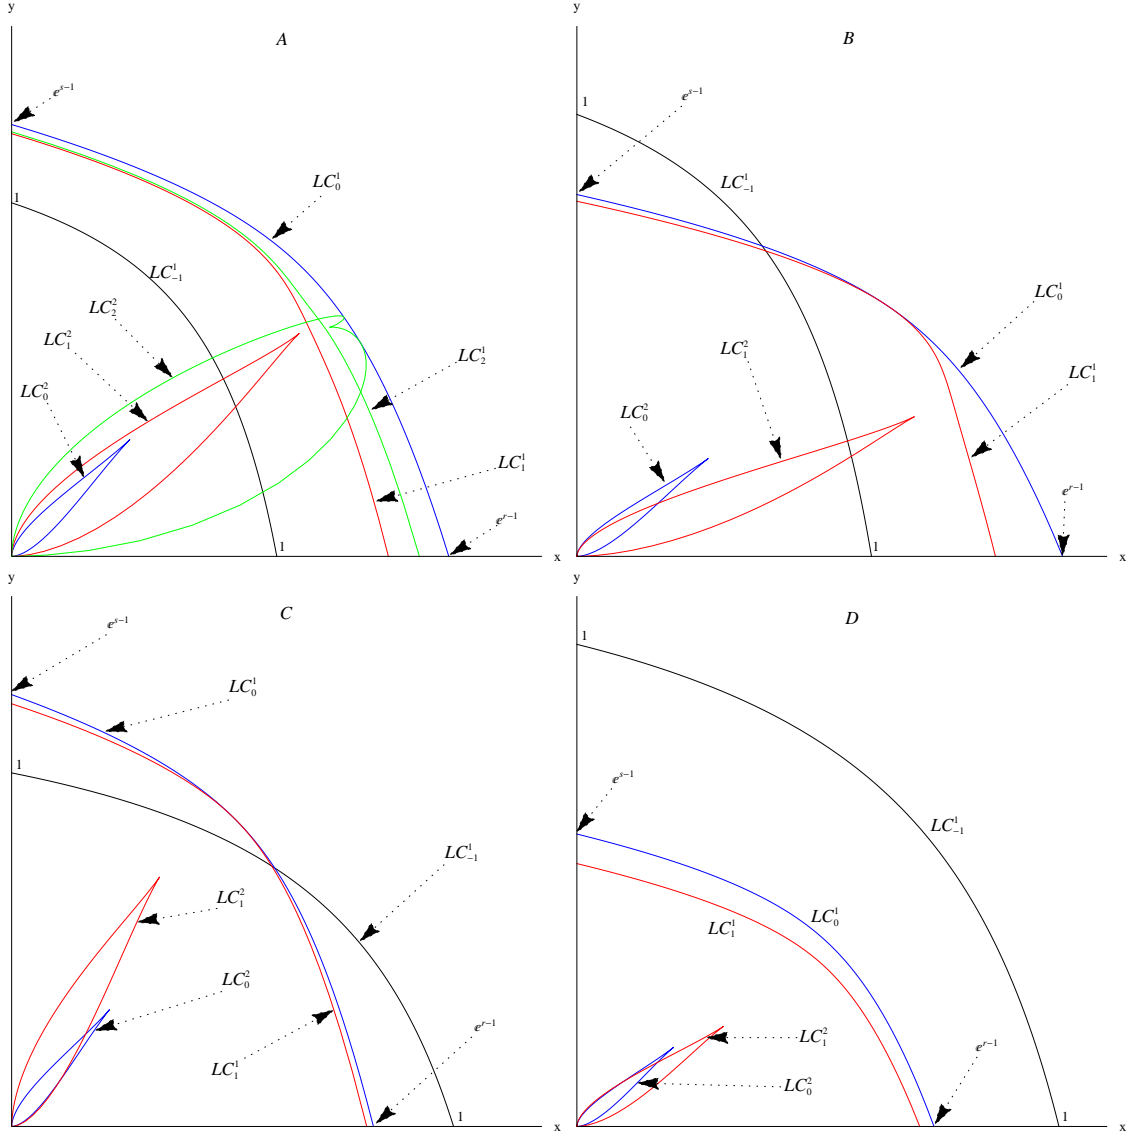 y
A
e^{s-1}
LC_0^1
1
LC_{-1}^1
LC_2^2
LC_1^2
LC_0^2
LC_2^1
LC_1^1
e^{r-1}
1
x
y
B
e^{s-1}
1
LC_{-1}^1
LC_0^1
LC_1^2
LC_1^1
LC_0^2
e^{r-1}
1
x
y
C
e^{s-1}
LC_0^1
1
LC_{-1}^1
LC_1^2
LC_0^2
e^{r-1}
LC_1^1
1
x
y
D
1
e^{s-1}
LC_{-1}^1
LC_0^1
LC_1^1
LC_1^2
e^{r-1}
LC_0^2
1
x